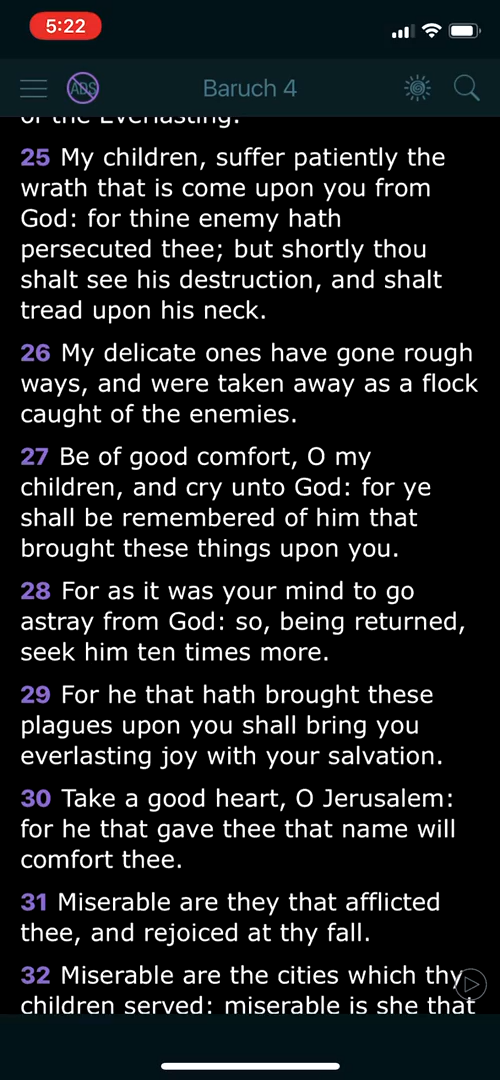 5:22
ADS
Baruch 4
of the Everlasting.
25 My children, suffer patiently the
wrath that is come upon you from
God: for thine enemy hath
persecuted thee; but shortly thou
shalt see his destruction, and shalt
tread upon his neck.
26 My delicate ones have gone rough
ways, and were taken away as a flock
caught of the enemies.
27 Be of good comfort, O my
children, and cry unto God: for ye
shall be remembered of him that
brought these things upon you.
28 For as it was your mind to go
astray from God: so, being returned,
seek him ten times more.
29 For he that hath brought these
plagues upon you shall bring you
everlasting joy with your salvation.
30 Take a good heart, O Jerusalem:
for he that gave thee that name will
comfort thee.
31 Miserable are they that afflicted
thee, and rejoiced at thy fall.
32 Miserable are the cities which thy
children served: miserable is she that